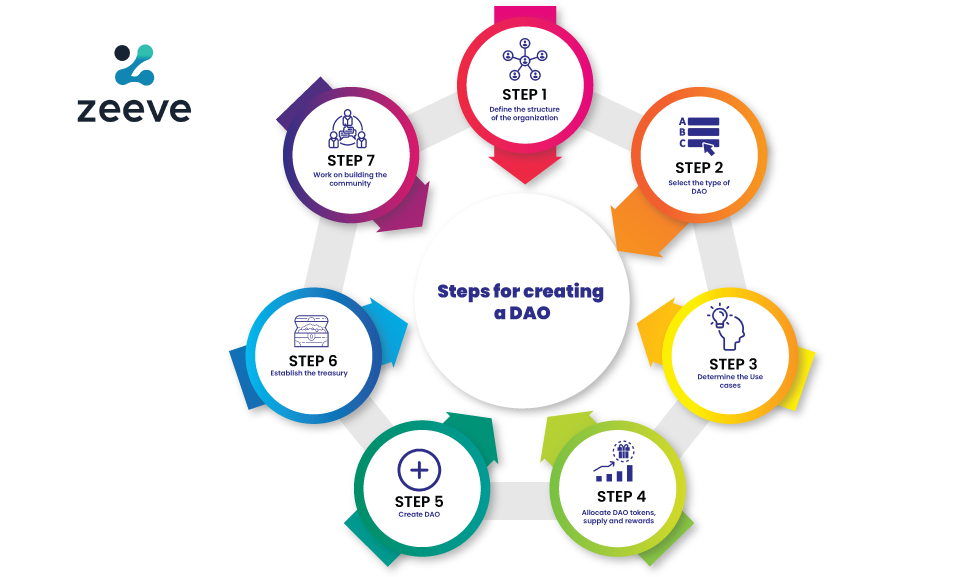 zeeve
Steps for creating
a DAO
STEP 1
Define the structure
of the organization
A
B
C
STEP 2
Select the type of
DAO
STEP 3
Determine the Use
cases
STEP 4
Allocate DAO tokens,
supply and rewards
STEP 5
Create DAO
STEP 6
Establish the treasury
STEP 7
Work on building the
community